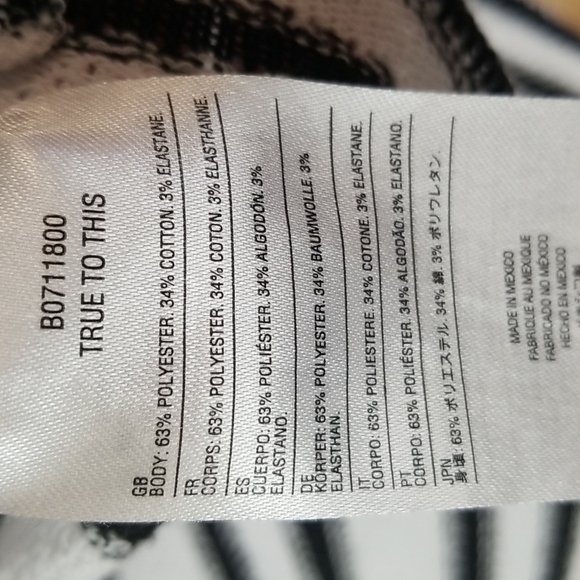 B0711800
TRUE TO THIS
GB
BODY: 63% POLYESTER. 34% COTTON. 3% ELASTANE.
FR
CORPS: 63% POLYESTER. 34% COTON. 3% ELASTHANNE.
ES
CUERPO: 63% POLIÉSTER. 34% ALGODÓN. 3%
ELASTANO.
DE
KÖRPER: 63% POLYESTER. 34% BAUMWOLLE. 3%
ELASTHAN.
IT
CORPO: 63% POLIESTERE. 34% COTONE. 3% ELASTANE.
PT
CORPO: 63% POLIÉSTER. 34% ALGODÃO. 3% ELASTANO.
JPN
身頃: 63% ポリエステル. 34% 綿. 3% ポリウレタン.
MADE IN MEXICO
FABRIQUE AU MEXIQUE
FABRICADO NO MÉXICO
HECHO EN MÉXICO